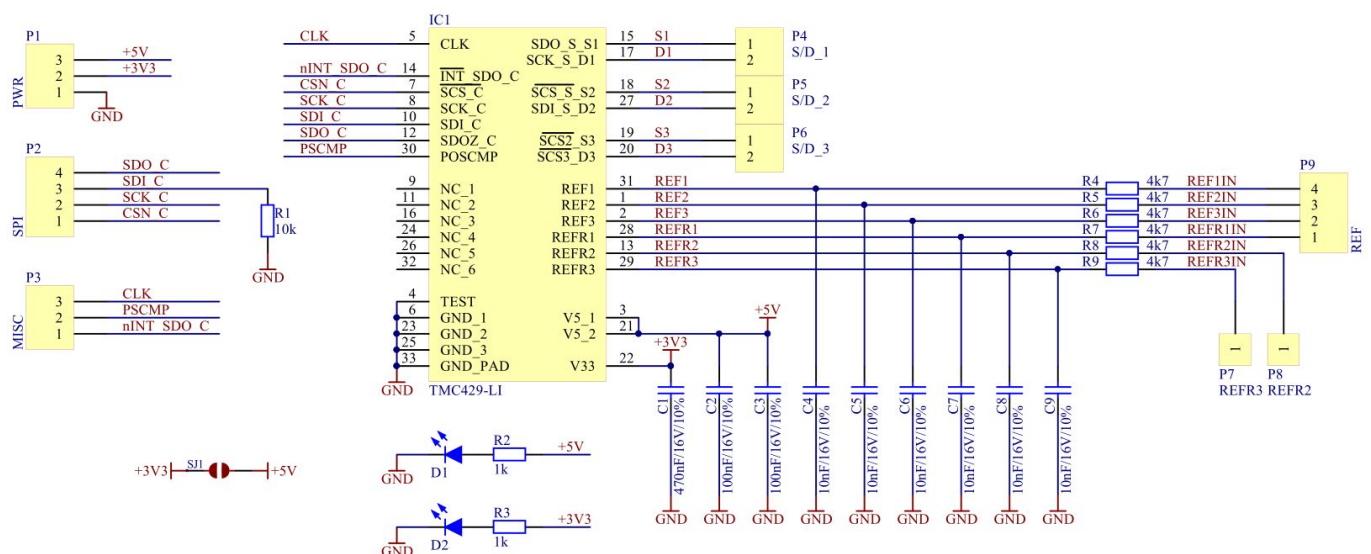 P1
3 +5V
2 +3V3
1
PWR
GND
P2
4 SDO_C
3 SDI_C
2 SCK_C
1 CSN_C
SPI
R1
10k
GND
P3
3 CLK
2 PSCMP
1 nINT_SDO_C
MISC
IC1
CLK 5 CLK
nINT_SDO_C 14 INT_SDO_C
CSN_C 7 SCS_C
SCK_C 8 SCK_C
SDI_C 10 SDI_C
SDO_C 12 SDOZ_C
PSCMP 30 POSCMP
9 NC_1
11 NC_2
16 NC_3
24 NC_4
26 NC_5
32 NC_6
4 TEST
6 GND_1
23 GND_2
25 GND_3
33 GND_PAD
GND
TMC429-LI
SDO_S_S1 15 S1 1
SCK_S_D1 17 D1 2
P4
S/D_1
SCS_S_S2 18 S2 1
SDI_S_D2 27 D2 2
P5
S/D_2
SCS2_S3 19 S3 1
SCS3_D3 20 D3 2
P6
S/D_3
REF1 31 REF1 R4 4k7 REF1IN 4
REF2 1 REF2 R5 4k7 REF2IN 3
REF3 2 REF3 R6 4k7 REF3IN 2
REFR1 28 REFR1 R7 4k7 REFR1IN 1
REFR2 13 REFR2 R8 4k7 REFR2IN
REFR3 29 REFR3 R9 4k7 REFR3IN
P9
REF
V5_1 3
V5_2 21
V33 22
+5V
+3V3
1
P7
REFR3
1
P8
REFR2
C1 470nF/16V/10%
C2 100nF/16V/10%
C3 100nF/16V/10%
C4 10nF/16V/10%
C5 10nF/16V/10%
C6 10nF/16V/10%
C7 10nF/16V/10%
C8 10nF/16V/10%
C9 10nF/16V/10%
GND GND GND GND GND GND GND GND GND
+3V3 SJ1 +5V
GND D1 R2 1k +5V
GND D2 R3 1k +3V3